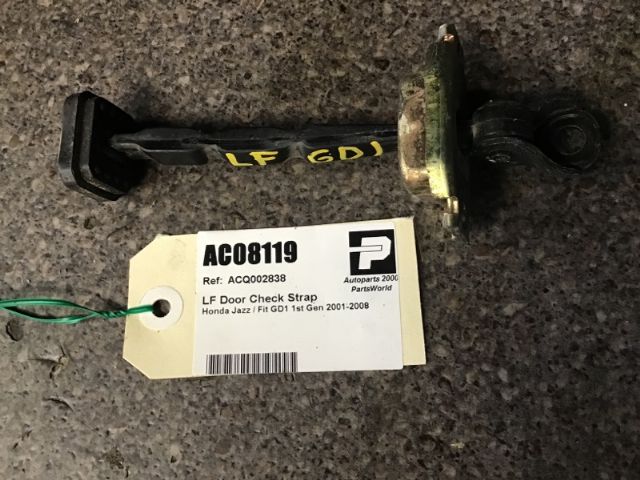 LF GD1
AC08119
Ref: ACQ002838
P
Autoparts 2000
PartsWorld
LF Door Check Strap
Honda Jazz / Fit GD1 1st Gen 2001-2008